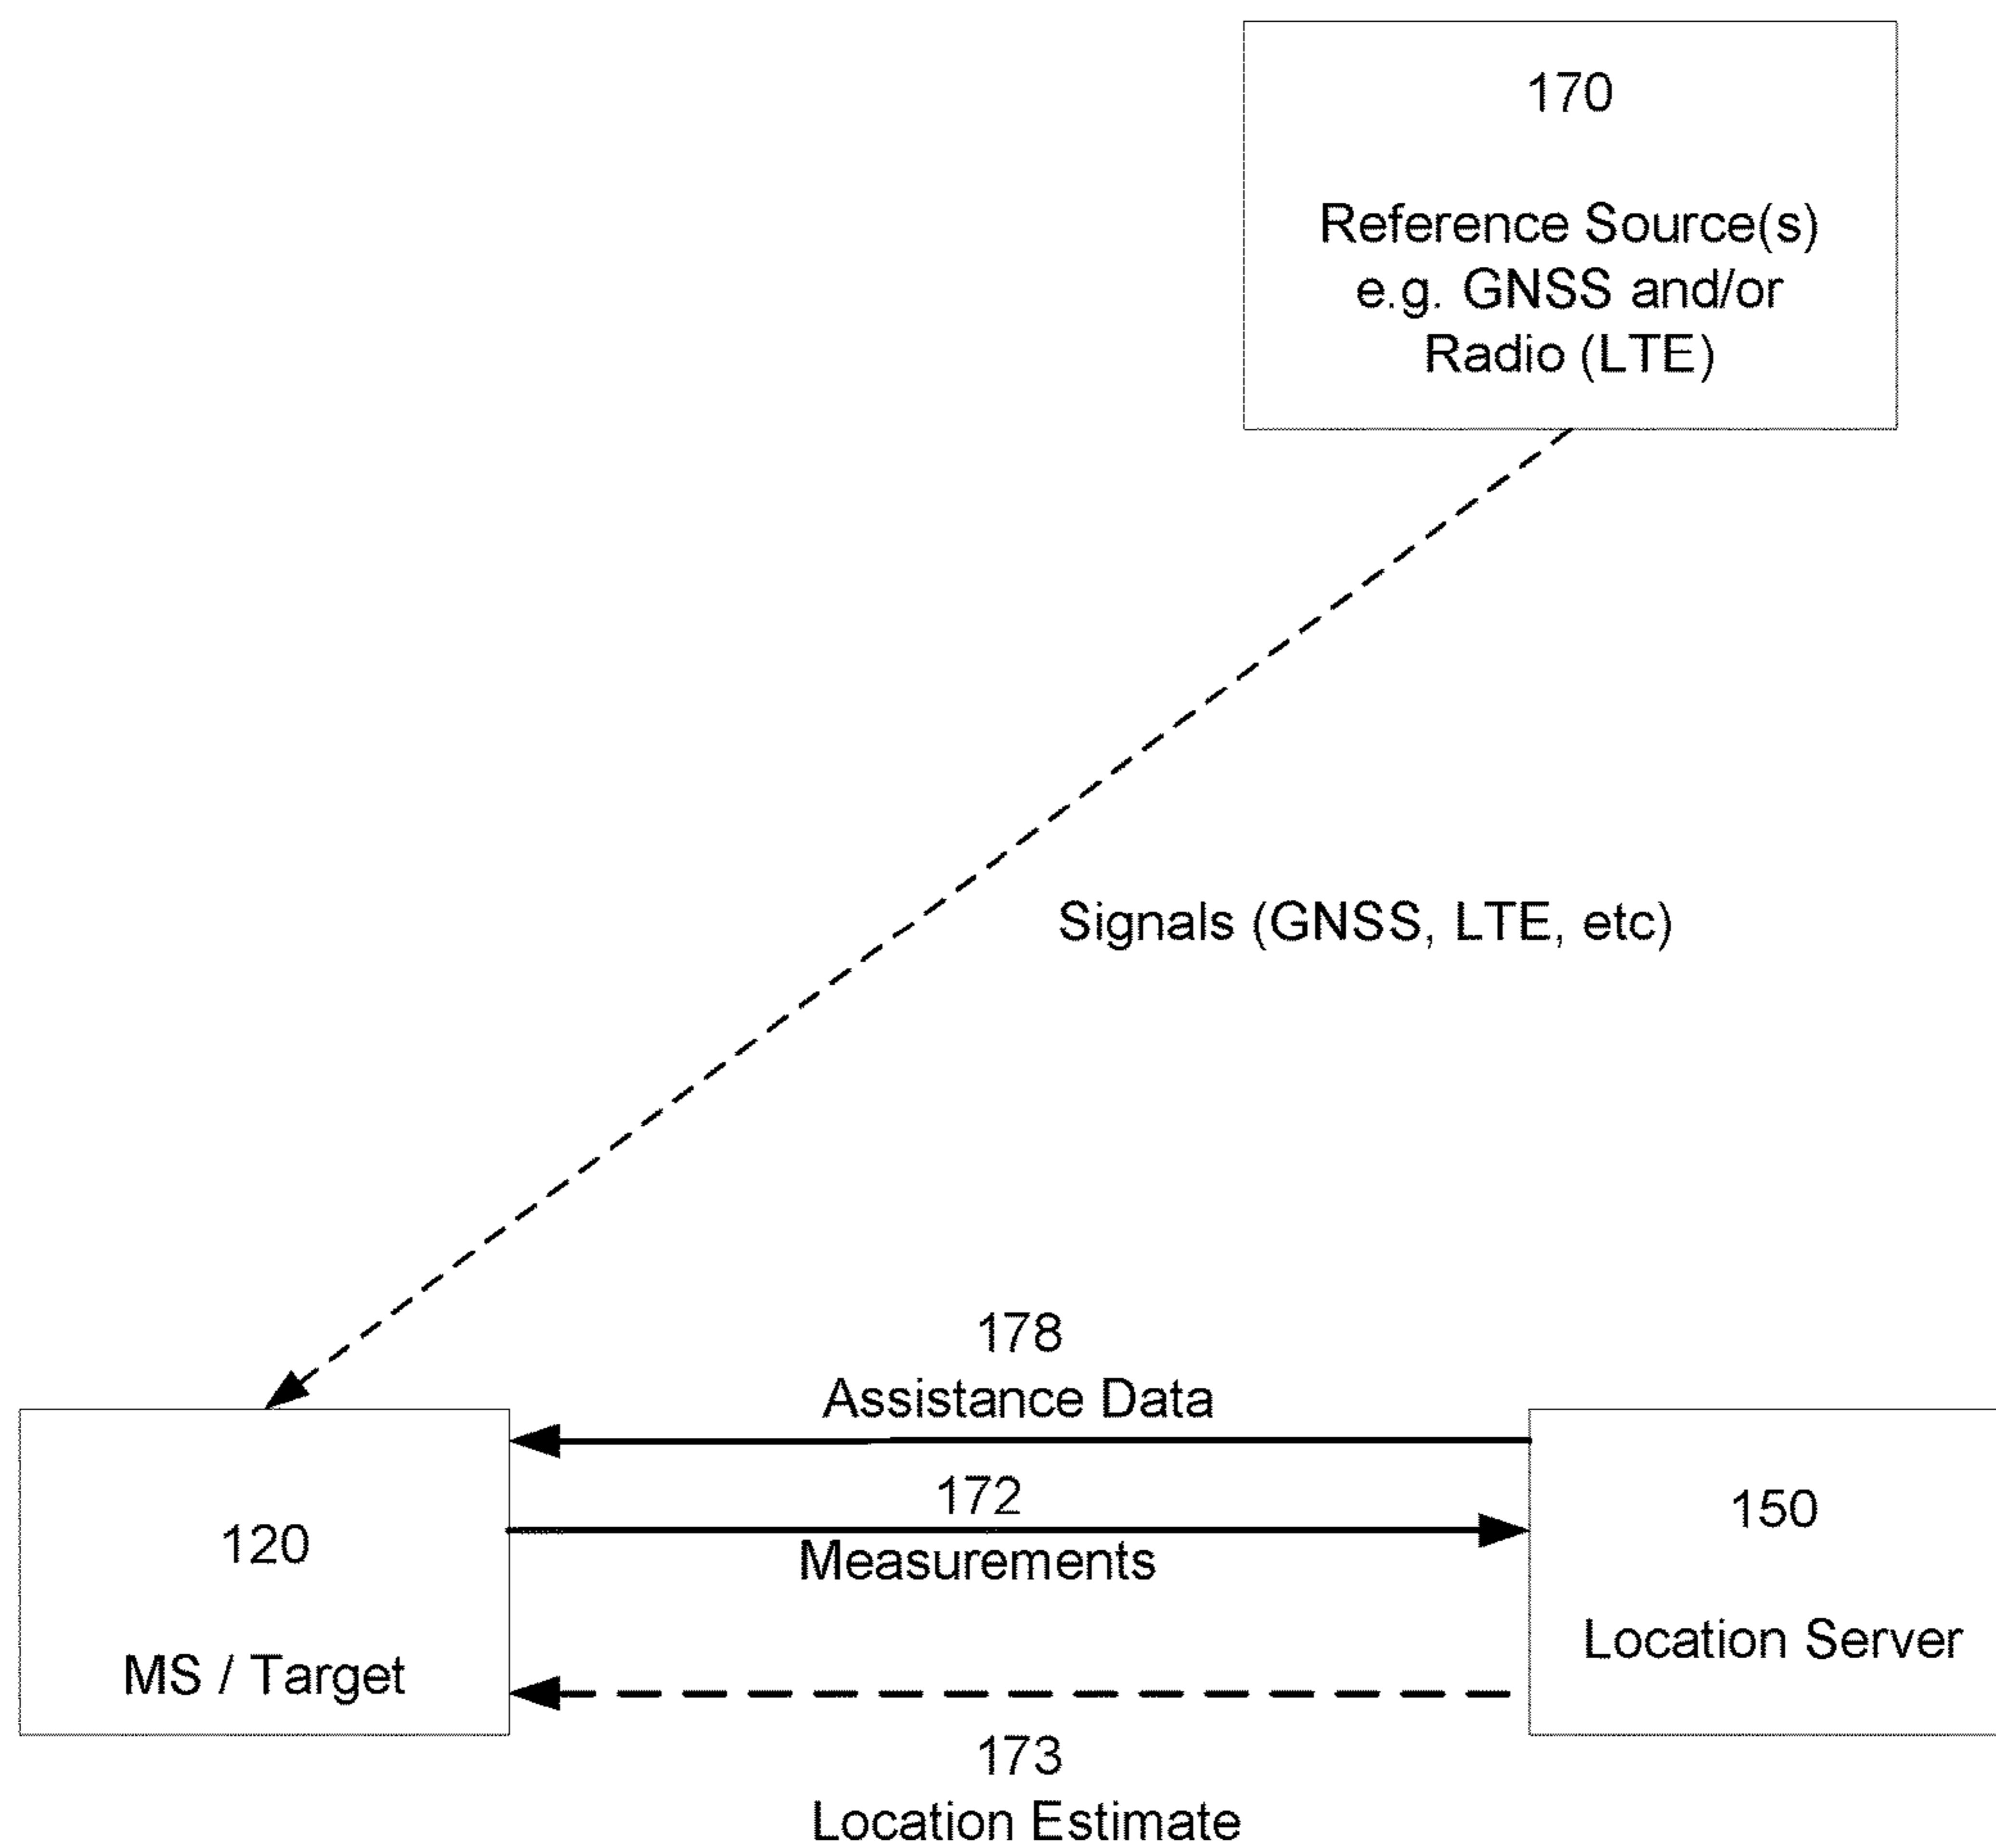 170
Reference Source(s)
e.g. GNSS and/or
Radio (LTE)
Signals (GNSS, LTE, etc)
178
Assistance Data
172
Measurements
120
MS / Target
150
Location Server
173
Location Estimate